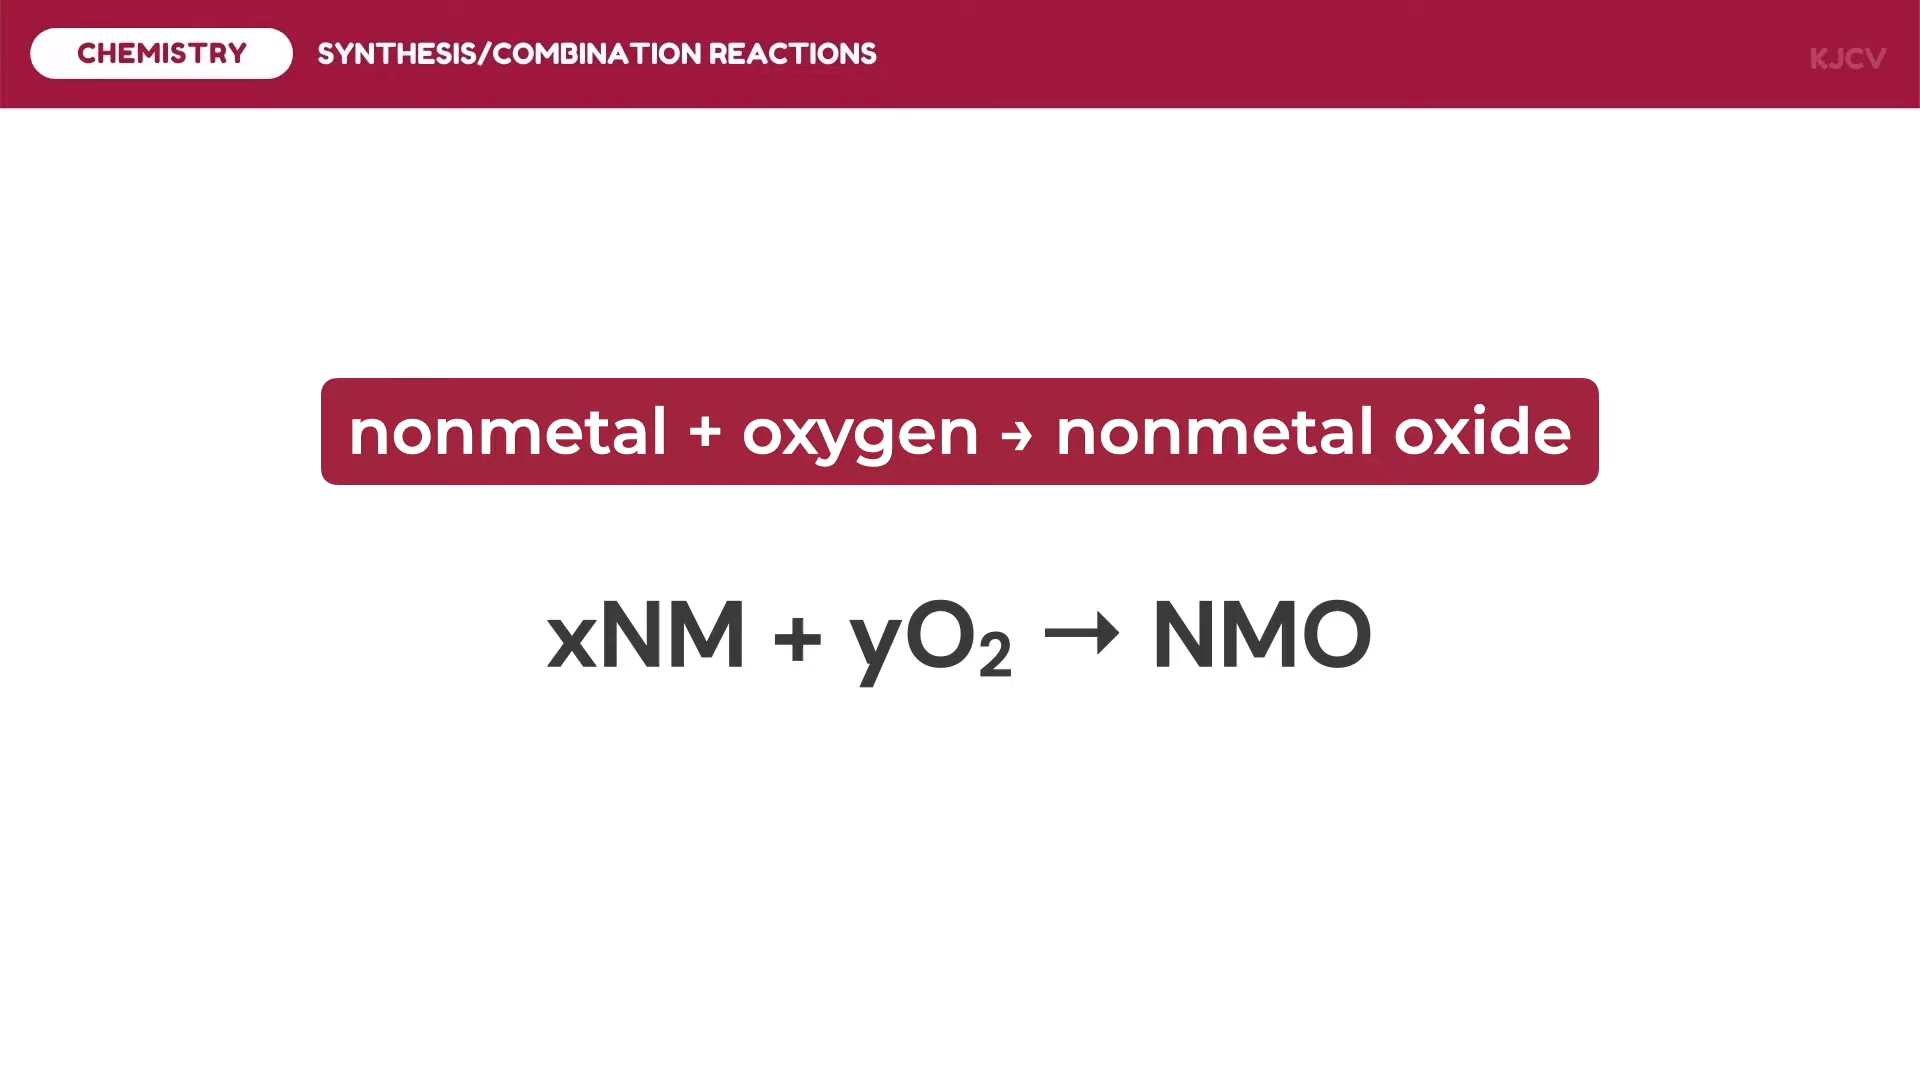 CHEMISTRY SYNTHESIS/COMBINATION REACTIONS KJCV
nonmetal + oxygen → nonmetal oxide
xNM + yO₂ → NMO